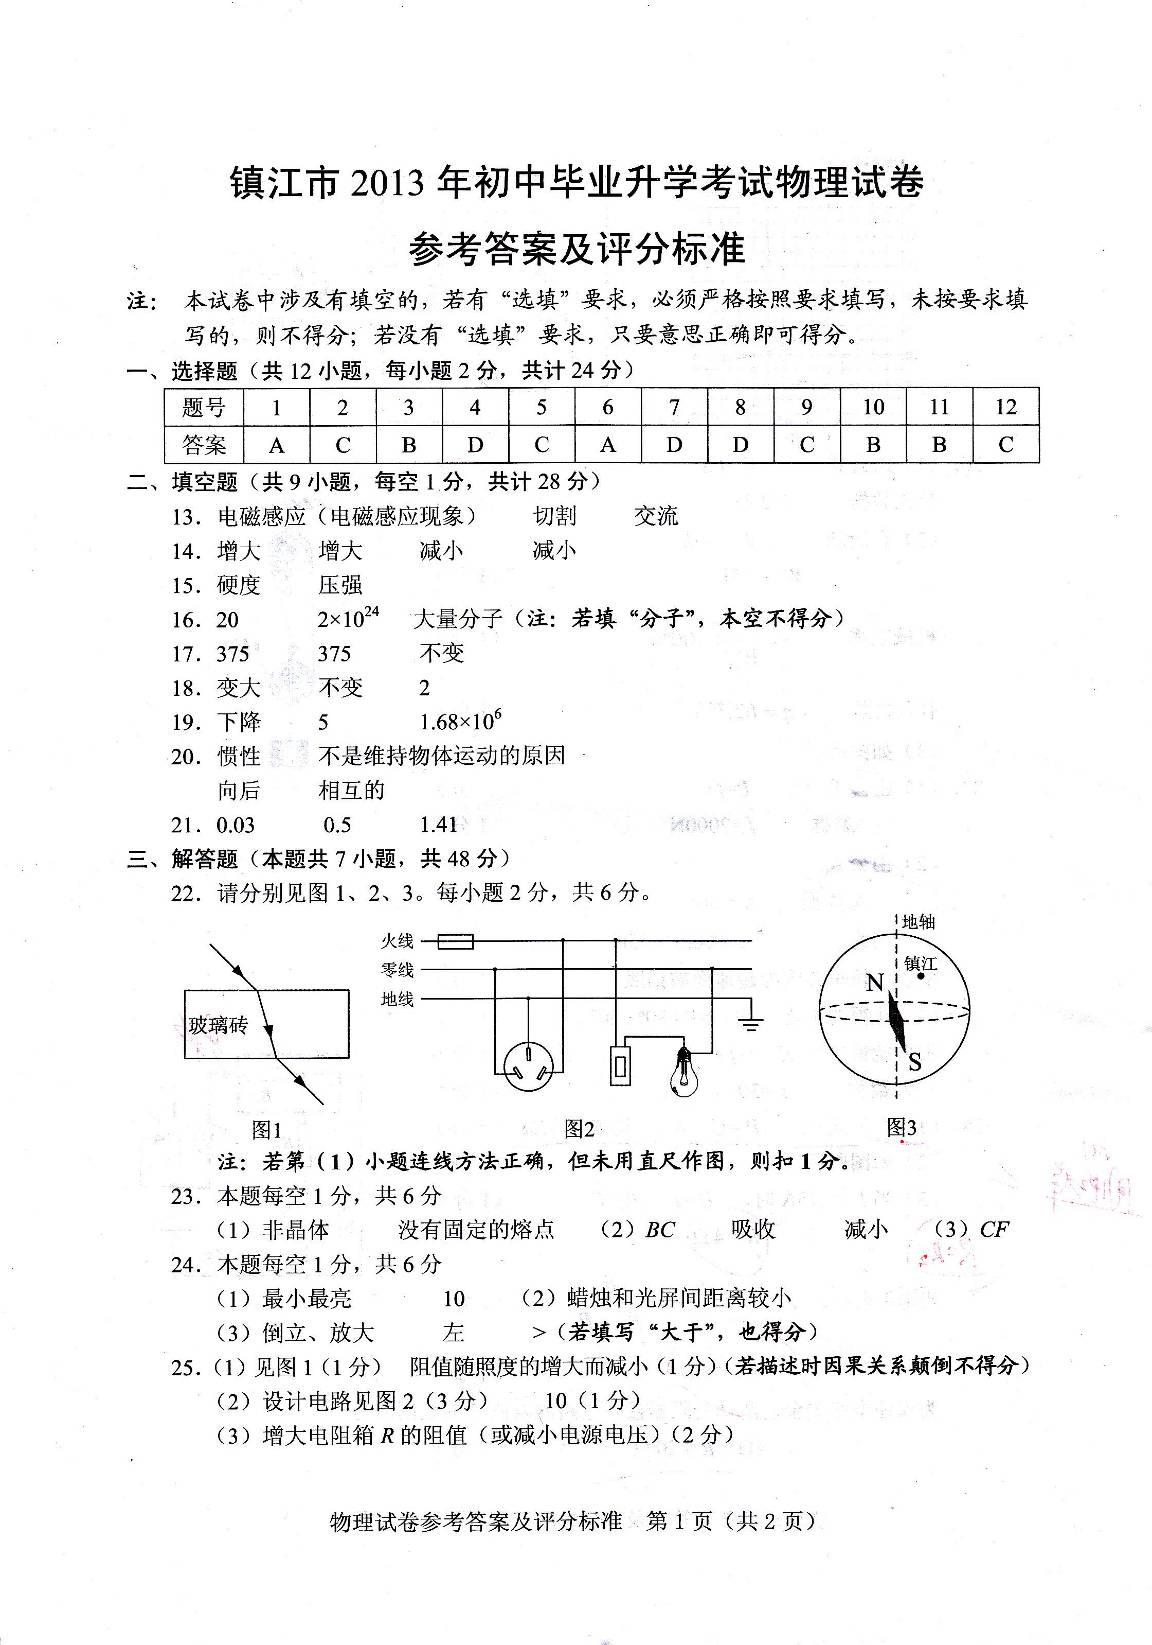 镇江市 2013 年初中毕业升学考试物理试卷
参考答案及评分标准
注： 本试卷中涉及有填空的，若有“选填”要求，必须严格按照要求填写，未按要求填
写的，则不得分；若没有“选填”要求，只要意思正确即可得分。
一、选择题（共 12 小题，每小题 2 分，共计 24 分）
题号 1 2 3 4 5 6 7 8 9 10 11 12
答案 A C B D C A D D C B B C
二、填空题（共 9 小题，每空 1 分，共计 28 分）
13．电磁感应（电磁感应现象） 切割 交流
14．增大 增大 减小 减小
15．硬度 压强
16．20 2×10²⁴ 大量分子（注：若填“分子”，本空不得分）
17．375 375 不变
18．变大 不变 2
19．下降 5 1.68×10⁶
20．惯性 不是维持物体运动的原因
向后 相互的
21．0.03 0.5 1.41
三、解答题（本题共 7 小题，共 48 分）
22．请分别见图 1、2、3。每小题 2 分，共 6 分。
玻璃砖
图1
火线
零线
地线
图2
地轴
镇江
N
S
图3
注：若第（1）小题连线方法正确，但未用直尺作图，则扣 1 分。
23．本题每空 1 分，共 6 分
（1）非晶体 没有固定的熔点 （2）BC 吸收 减小 （3）CF
24．本题每空 1 分，共 6 分
（1）最小最亮 10 （2）蜡烛和光屏间距离较小
（3）倒立、放大 左 >（若填写“大于”，也得分）
25．（1）见图 1（1 分） 阻值随照度的增大而减小（1 分）（若描述时因果关系颠倒不得分）
（2）设计电路见图 2（3 分） 10（1 分）
（3）增大电阻箱 R 的阻值（或减小电源电压）（2 分）
物理试卷参考答案及评分标准 第 1 页（共 2 页）